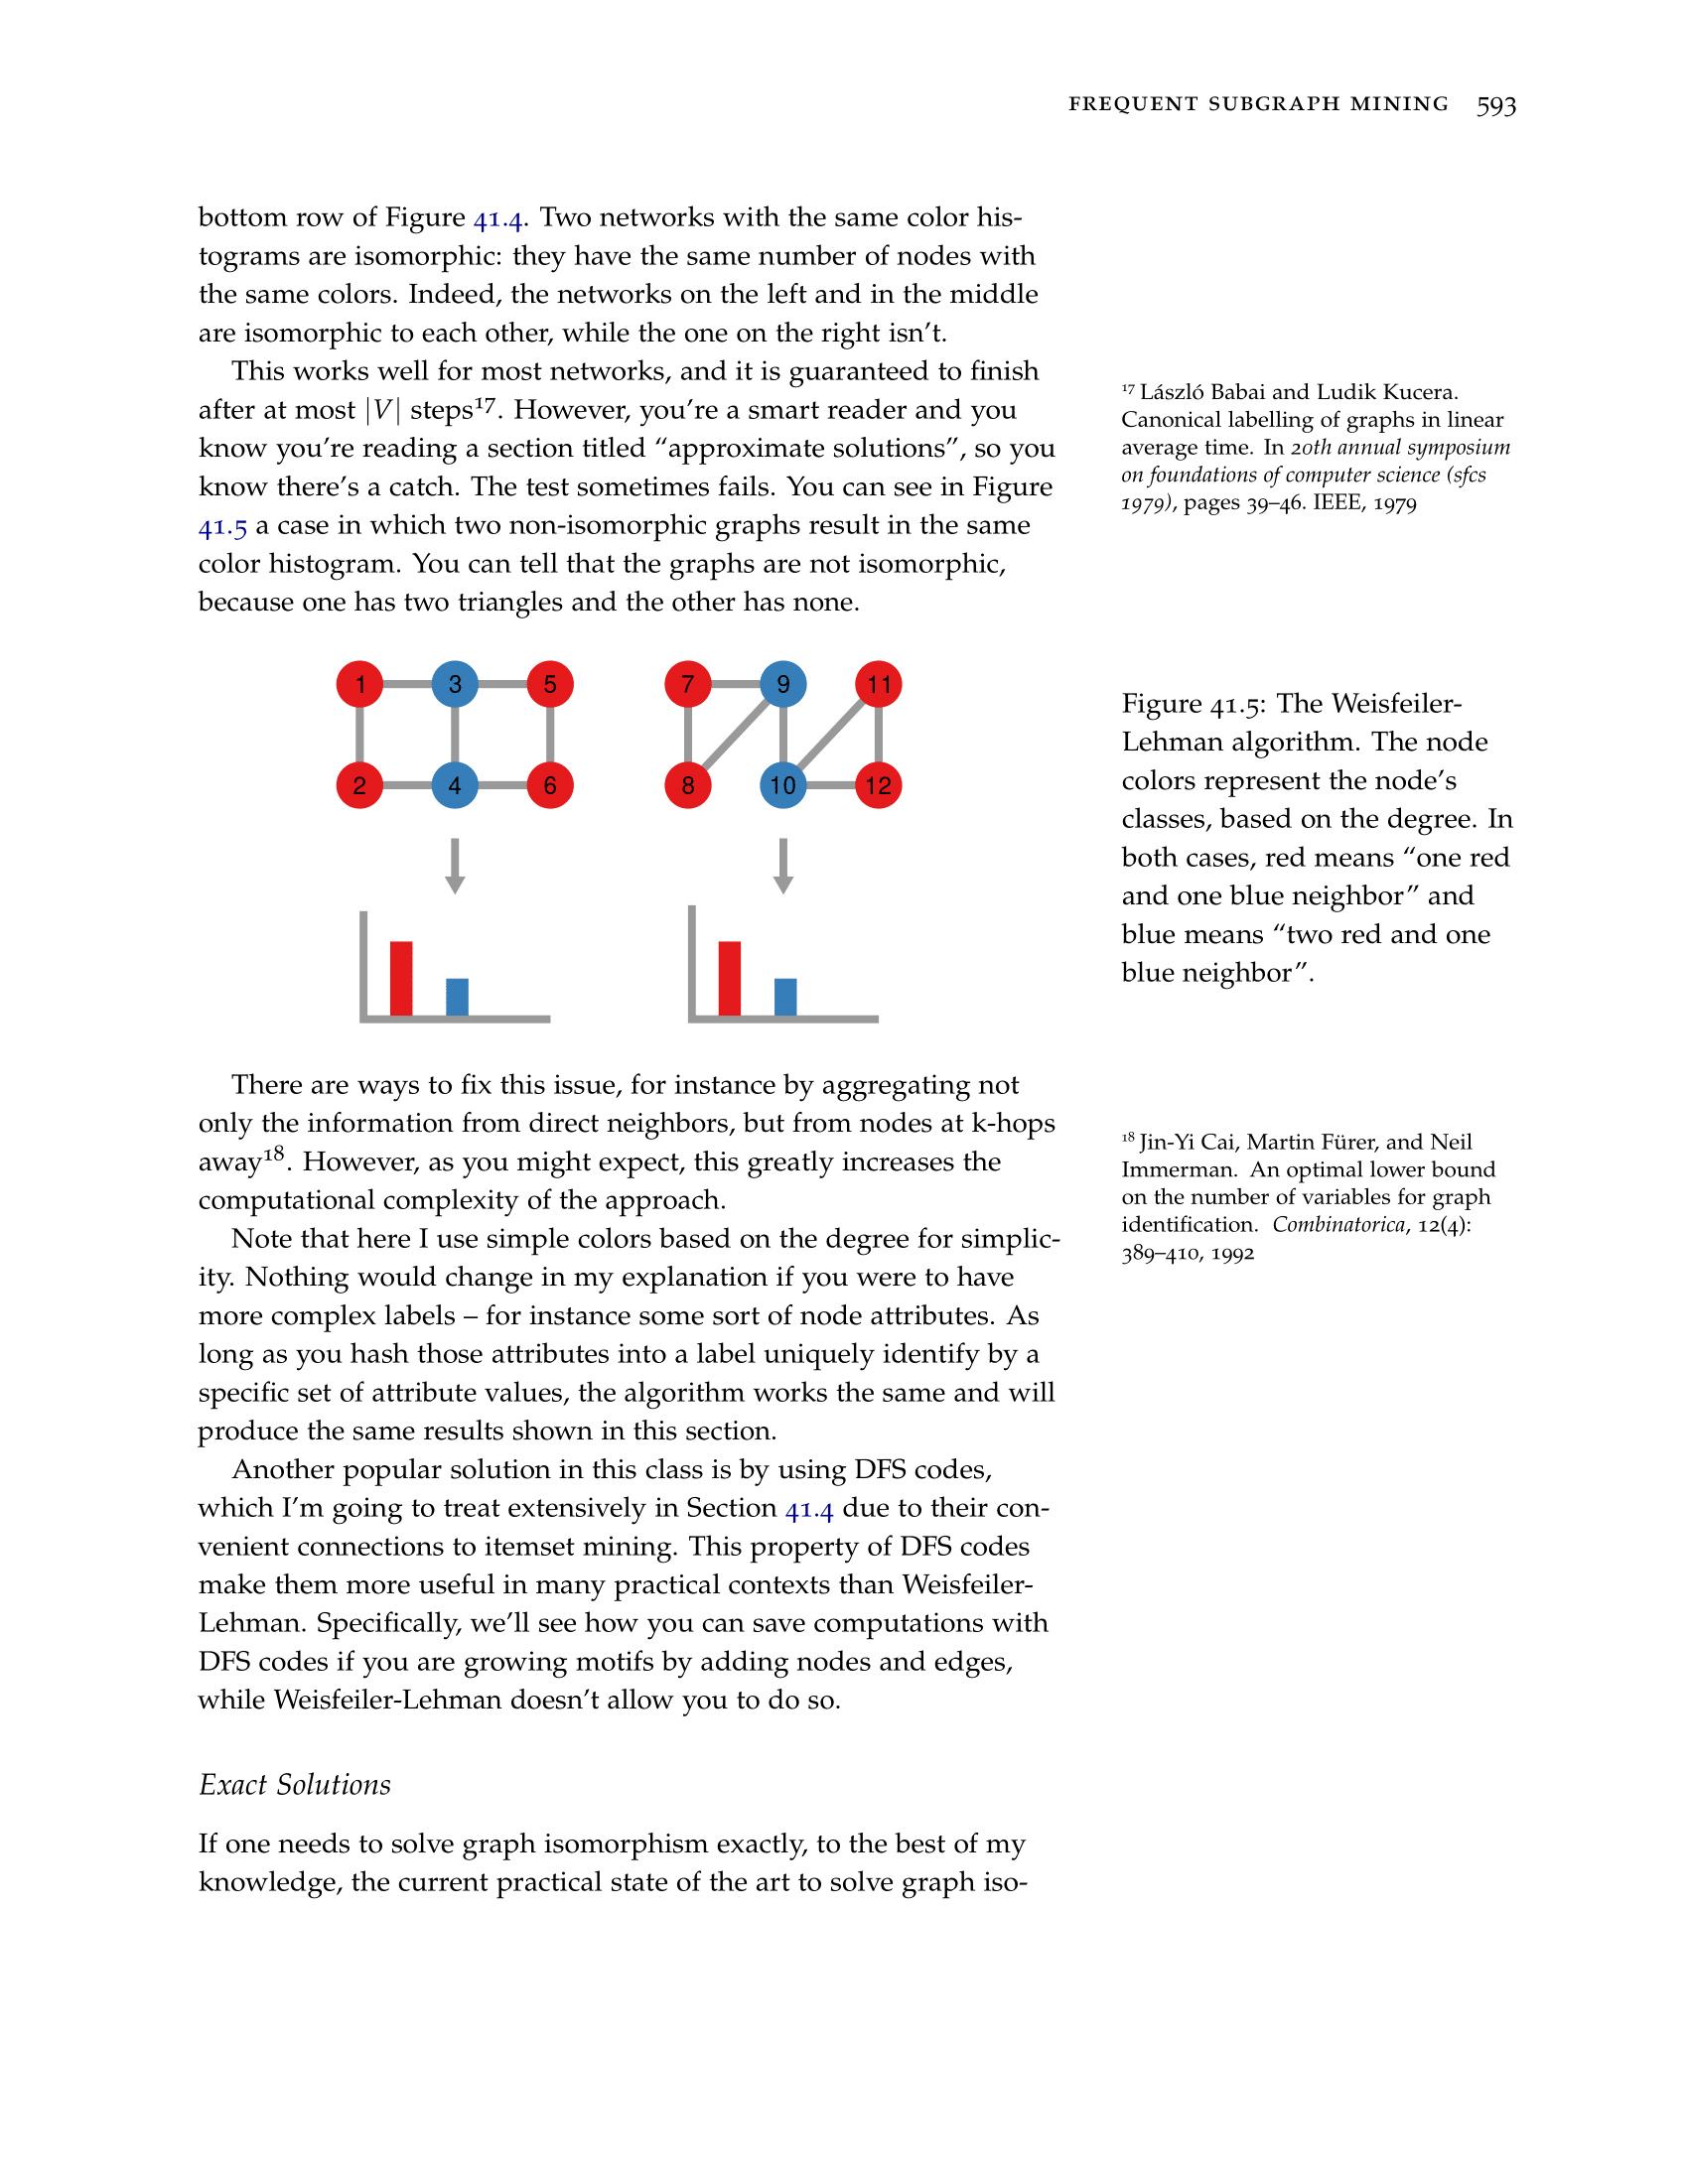 FREQUENT SUBGRAPH MINING 593
bottom row of Figure 41.4. Two networks with the same color his-
tograms are isomorphic: they have the same number of nodes with
the same colors. Indeed, the networks on the left and in the middle
are isomorphic to each other, while the one on the right isn't.
This works well for most networks, and it is guaranteed to finish
after at most |V| steps17. However, you're a smart reader and you
know you're reading a section titled “approximate solutions”, so you
know there's a catch. The test sometimes fails. You can see in Figure
41.5 a case in which two non-isomorphic graphs result in the same
color histogram. You can tell that the graphs are not isomorphic,
because one has two triangles and the other has none.
17 László Babai and Ludik Kucera.
Canonical labelling of graphs in linear
average time. In 20th annual symposium
on foundations of computer science (sfcs
1979), pages 39–46. IEEE, 1979
1 3 5 7 9 11
2 4 6 8 10 12
Figure 41.5: The Weisfeiler-
Lehman algorithm. The node
colors represent the node's
classes, based on the degree. In
both cases, red means “one red
and one blue neighbor” and
blue means “two red and one
blue neighbor”.
There are ways to fix this issue, for instance by aggregating not
only the information from direct neighbors, but from nodes at k-hops
away18. However, as you might expect, this greatly increases the
computational complexity of the approach.
18 Jin-Yi Cai, Martin Fürer, and Neil
Immerman. An optimal lower bound
on the number of variables for graph
identification. Combinatorica, 12(4):
389–410, 1992
Note that here I use simple colors based on the degree for simplic-
ity. Nothing would change in my explanation if you were to have
more complex labels – for instance some sort of node attributes. As
long as you hash those attributes into a label uniquely identify by a
specific set of attribute values, the algorithm works the same and will
produce the same results shown in this section.
Another popular solution in this class is by using DFS codes,
which I'm going to treat extensively in Section 41.4 due to their con-
venient connections to itemset mining. This property of DFS codes
make them more useful in many practical contexts than Weisfeiler-
Lehman. Specifically, we'll see how you can save computations with
DFS codes if you are growing motifs by adding nodes and edges,
while Weisfeiler-Lehman doesn't allow you to do so.
Exact Solutions
If one needs to solve graph isomorphism exactly, to the best of my
knowledge, the current practical state of the art to solve graph iso-